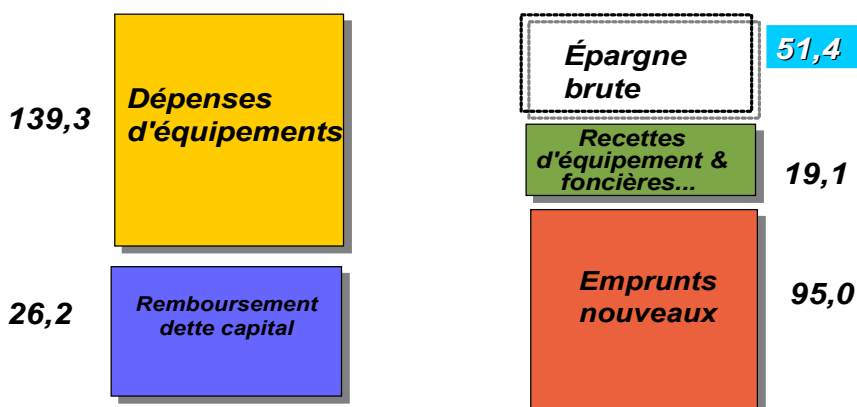 139,3
Dépenses
d'équipements
26,2
Remboursement
dette capital
Épargne
brute
51,4
Recettes
d'équipement &
foncières...
19,1
Emprunts
nouveaux
95,0